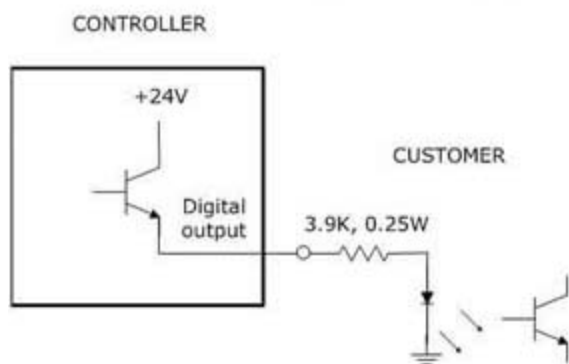 CONTROLLER
+24V
CUSTOMER
Digital
output
3.9K, 0.25W